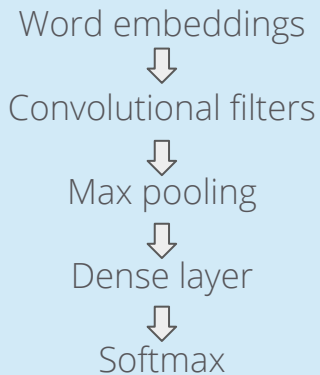 Word embeddings
Convolutional filters
Max pooling
Dense layer
Softmax